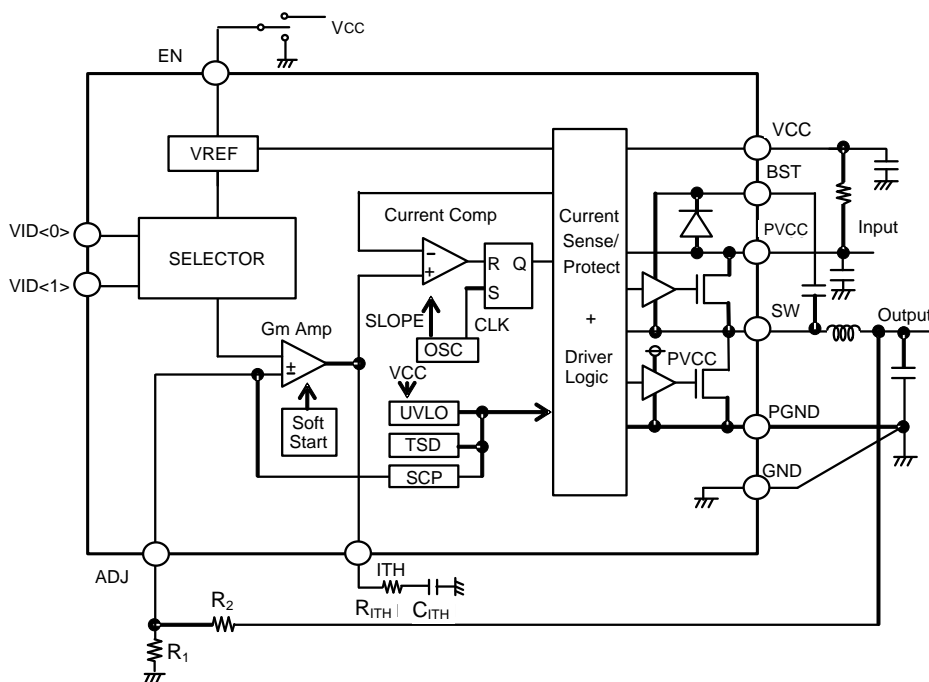 VCC
EN
VREF
VCC
BST
VID<0>
VID<1>
SELECTOR
Current Comp
Current
Sense/
Protect
+
Driver
Logic
Input
PVCC
−
+
R Q
S
SLOPE
OSC
CLK
SW
Output
Gm Amp
±
Soft
Start
VCC
UVLO
TSD
SCP
PVCC
PGND
GND
ADJ
ITH
RITH
CITH
R2
R1